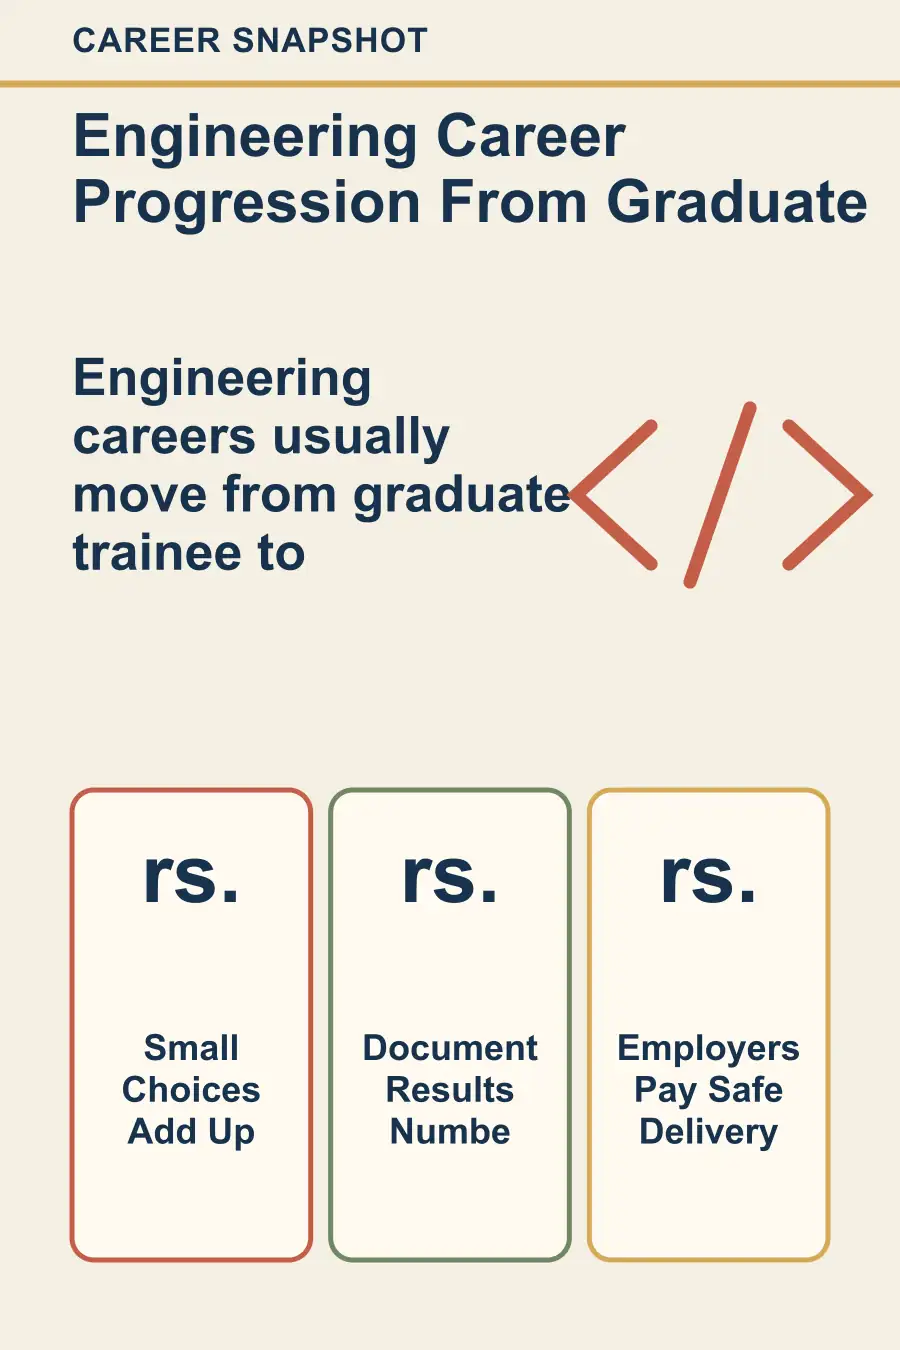 CAREER SNAPSHOT
Engineering Career
Progression From Graduate
Engineering
careers usually
move from graduate
trainee to
rs.
Small
Choices
Add Up
rs.
Document
Results
Numbe
rs.
Employers
Pay Safe
Delivery